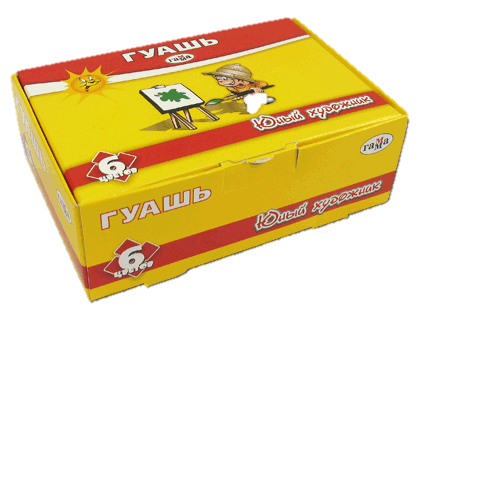 ГУАШЬ
гамма
Юный художник
6
цветов
гамма
ГУАШЬ
Юный художник
6
цветов